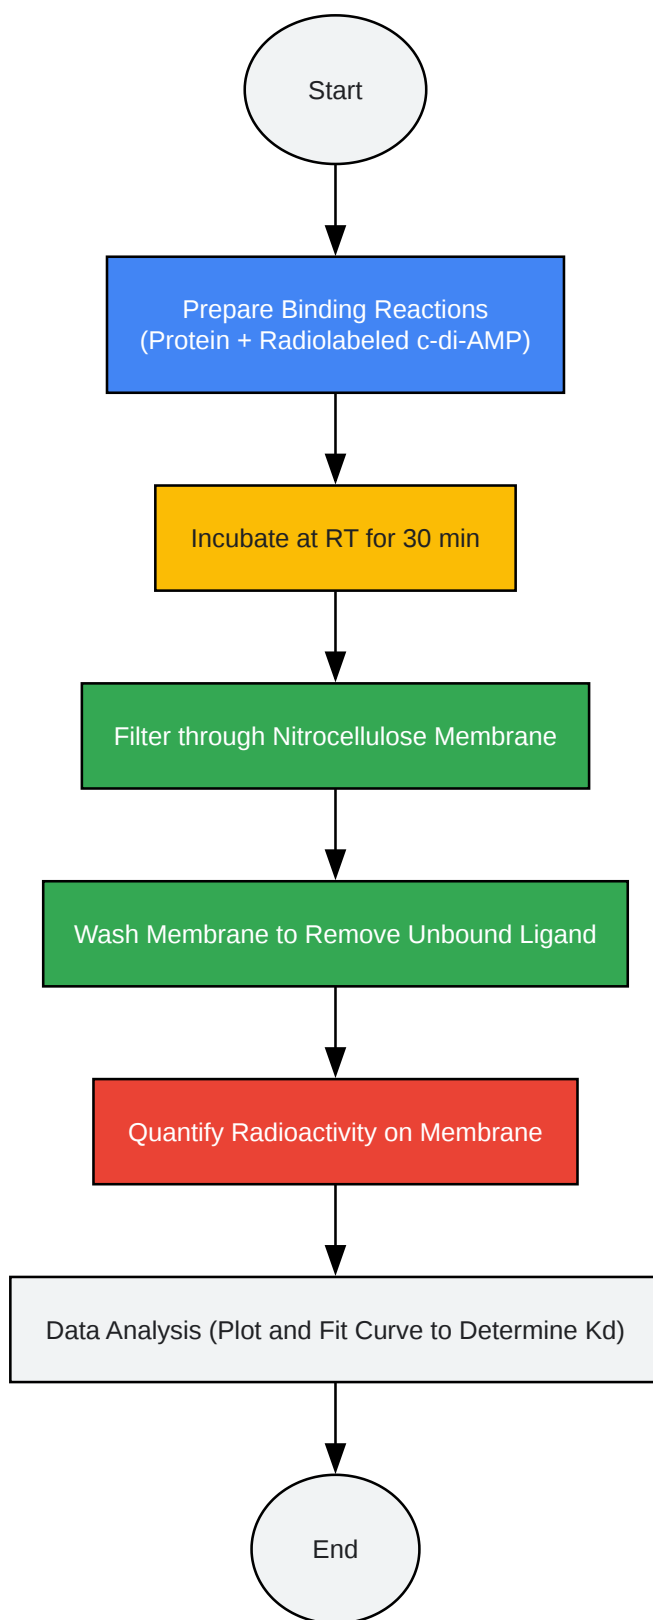 Start
Prepare Binding Reactions
(Protein + Radiolabeled c-di-AMP)
Incubate at RT for 30 min
Filter through Nitrocellulose Membrane
Wash Membrane to Remove Unbound Ligand
Quantify Radioactivity on Membrane
Data Analysis (Plot and Fit Curve to Determine Kd)
End